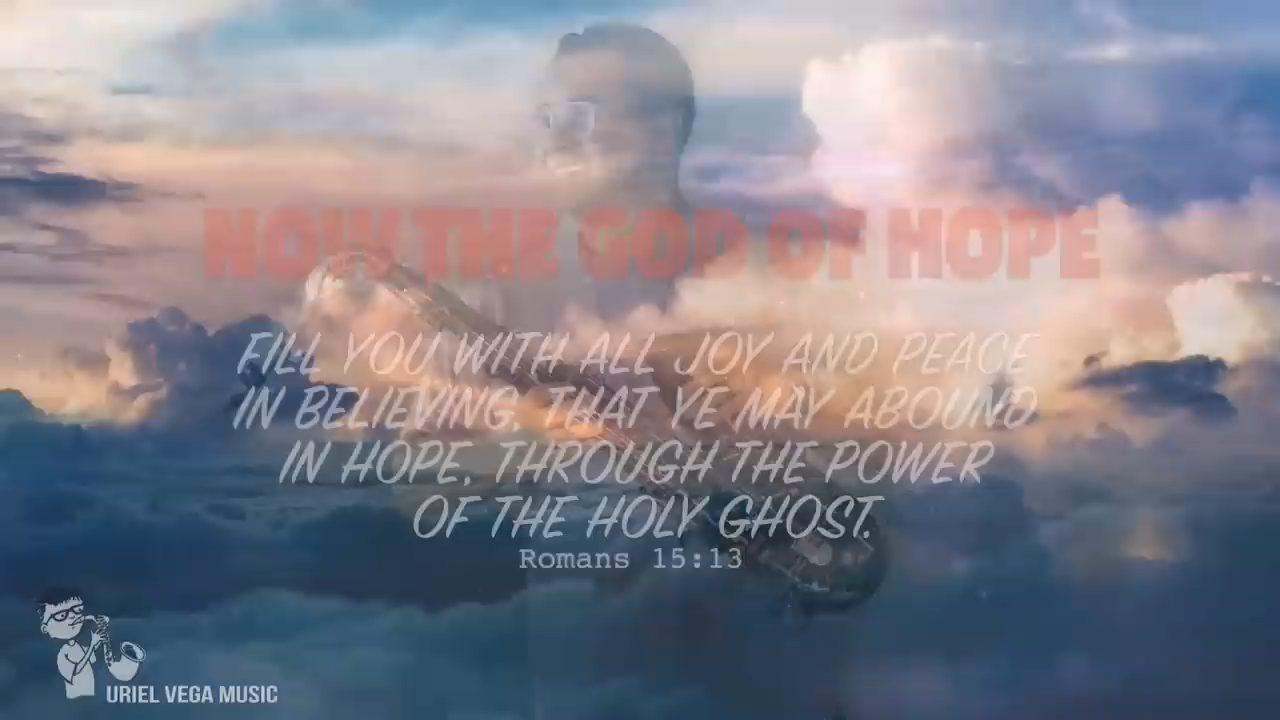 NOW THE GOD OF HOPE
FILL YOU WITH ALL JOY AND PEACE
IN BELIEVING, THAT YE MAY ABOUND
IN HOPE, THROUGH THE POWER
OF THE HOLY GHOST.
Romans 15:13
URIEL VEGA MUSIC